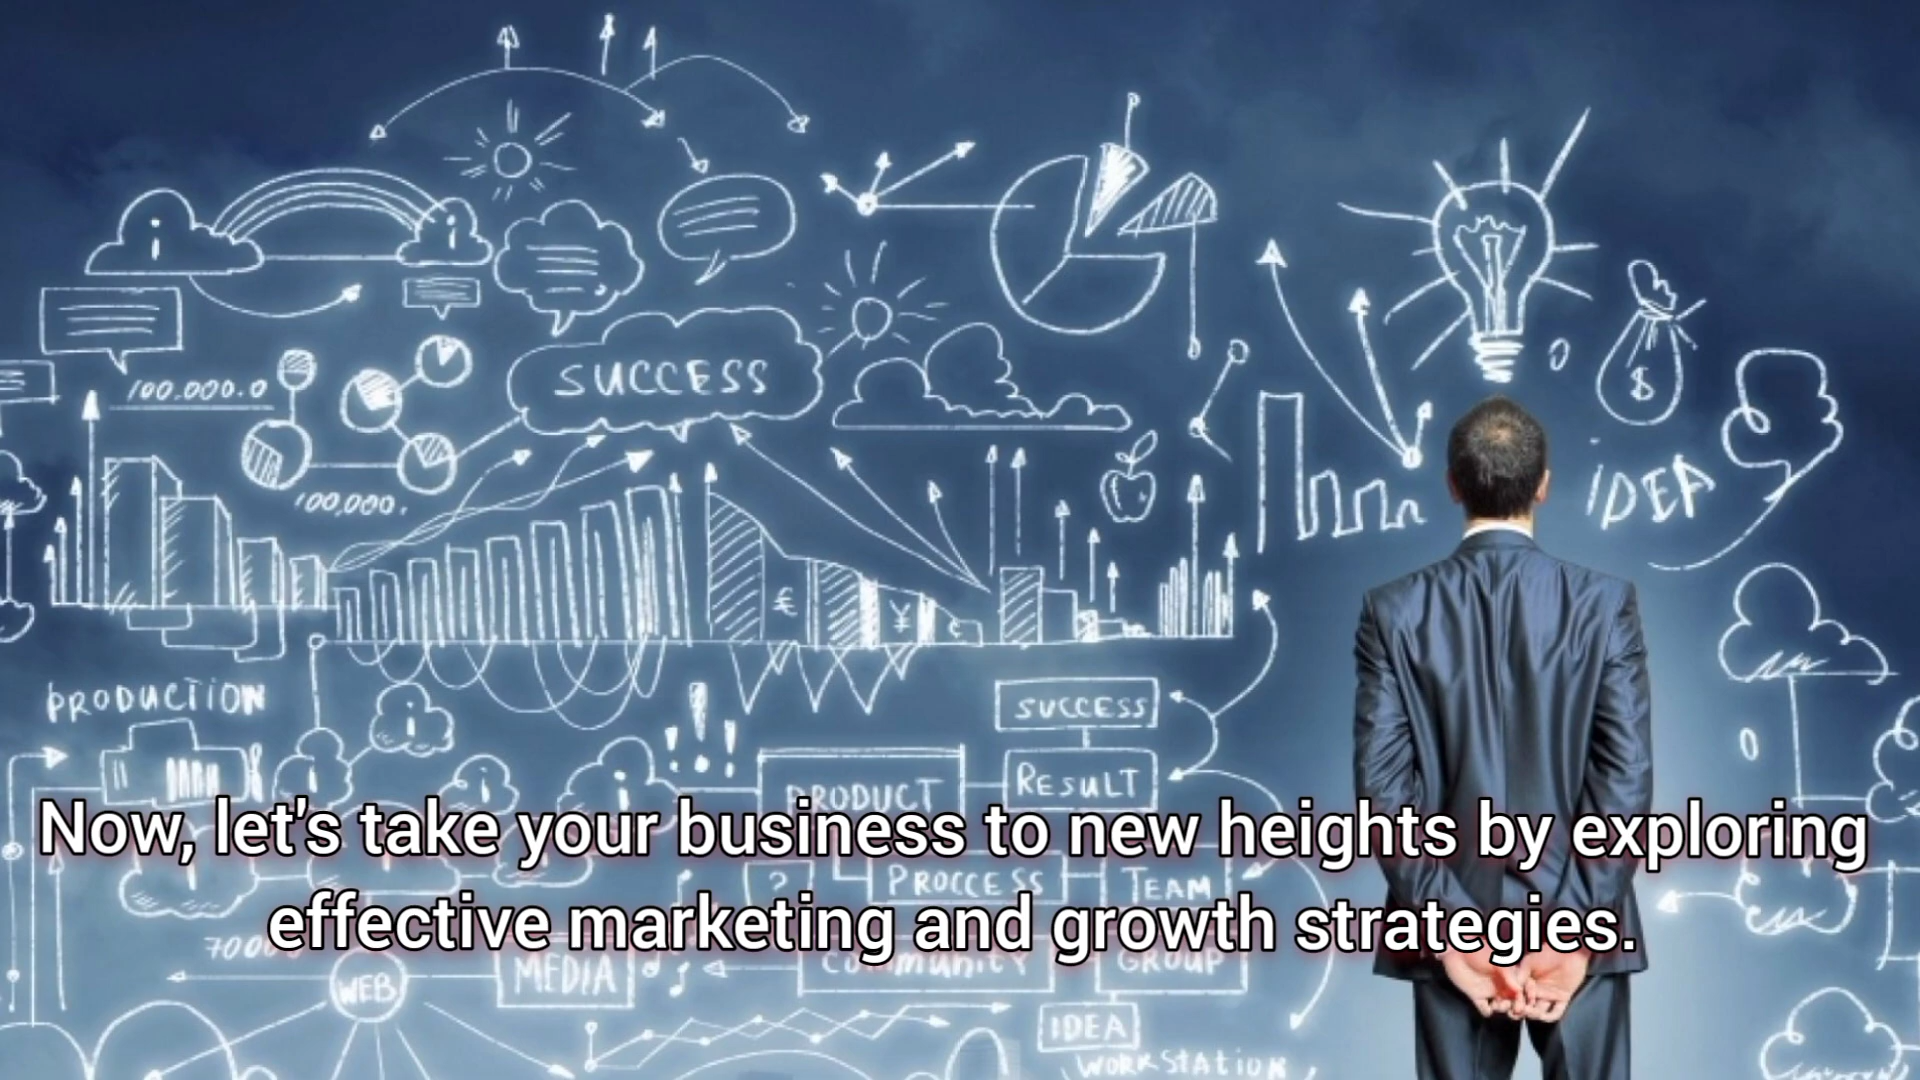 100.000.0
SUCCESS
$
100,000.
iDEA
€
¥
PRODUCTION
SUCCESS
RESULT
PRODUCT
Now, let's take your business to new heights by exploring
?
PROCCESS
TEAM
effective marketing and growth strategies.
WEB
MEDIA
COMMUNITY
GROUP
IDEA
WORKSTATION